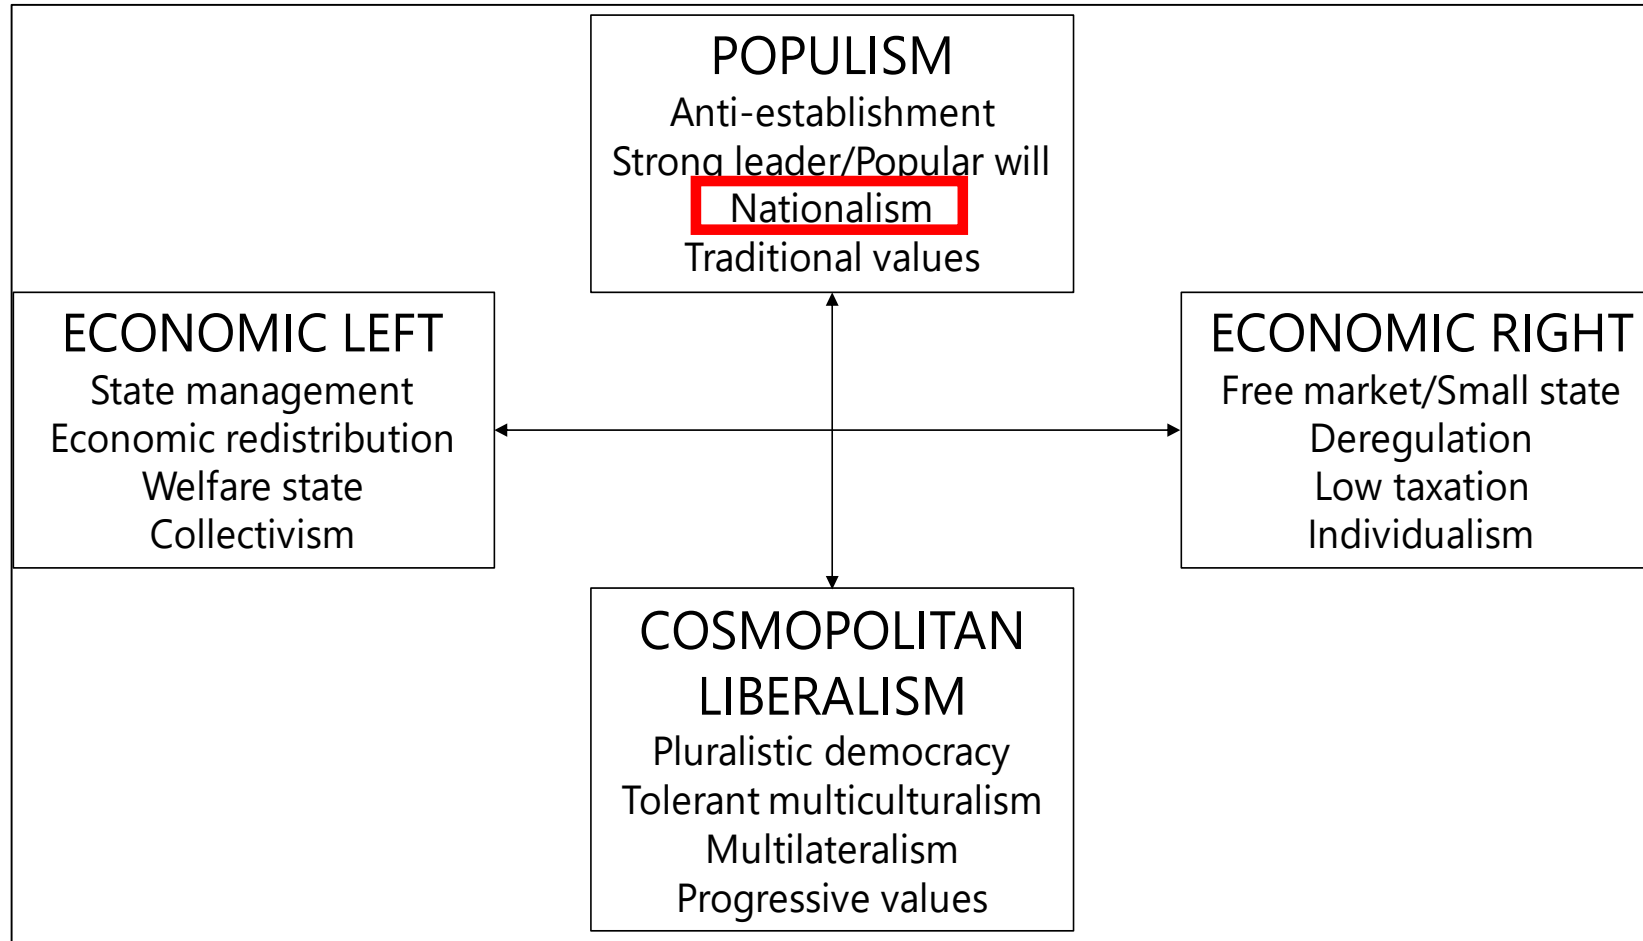 POPULISM
Anti-establishment
Strong leader/Popular will
Nationalism
Traditional values
ECONOMIC LEFT
State management
Economic redistribution
Welfare state
Collectivism
ECONOMIC RIGHT
Free market/Small state
Deregulation
Low taxation
Individualism
COSMOPOLITAN
LIBERALISM
Pluralistic democracy
Tolerant multiculturalism
Multilateralism
Progressive values